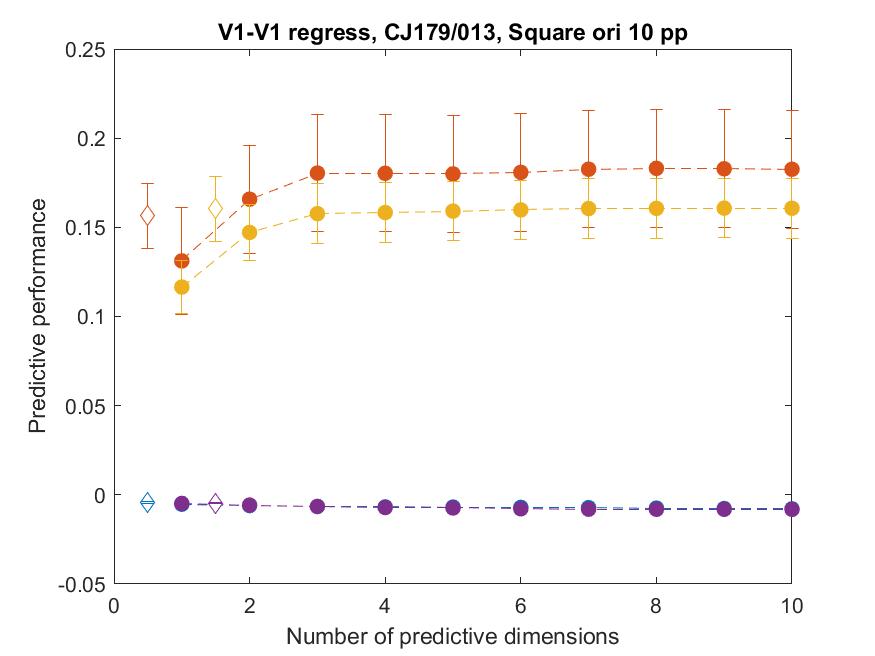 V1-V1 regress, CJ179/013, Square ori 10 pp
0.25
0.2
0.15
0.1
0.05
0
-0.05
Predictive performance
0 2 4 6 8 10
Number of predictive dimensions